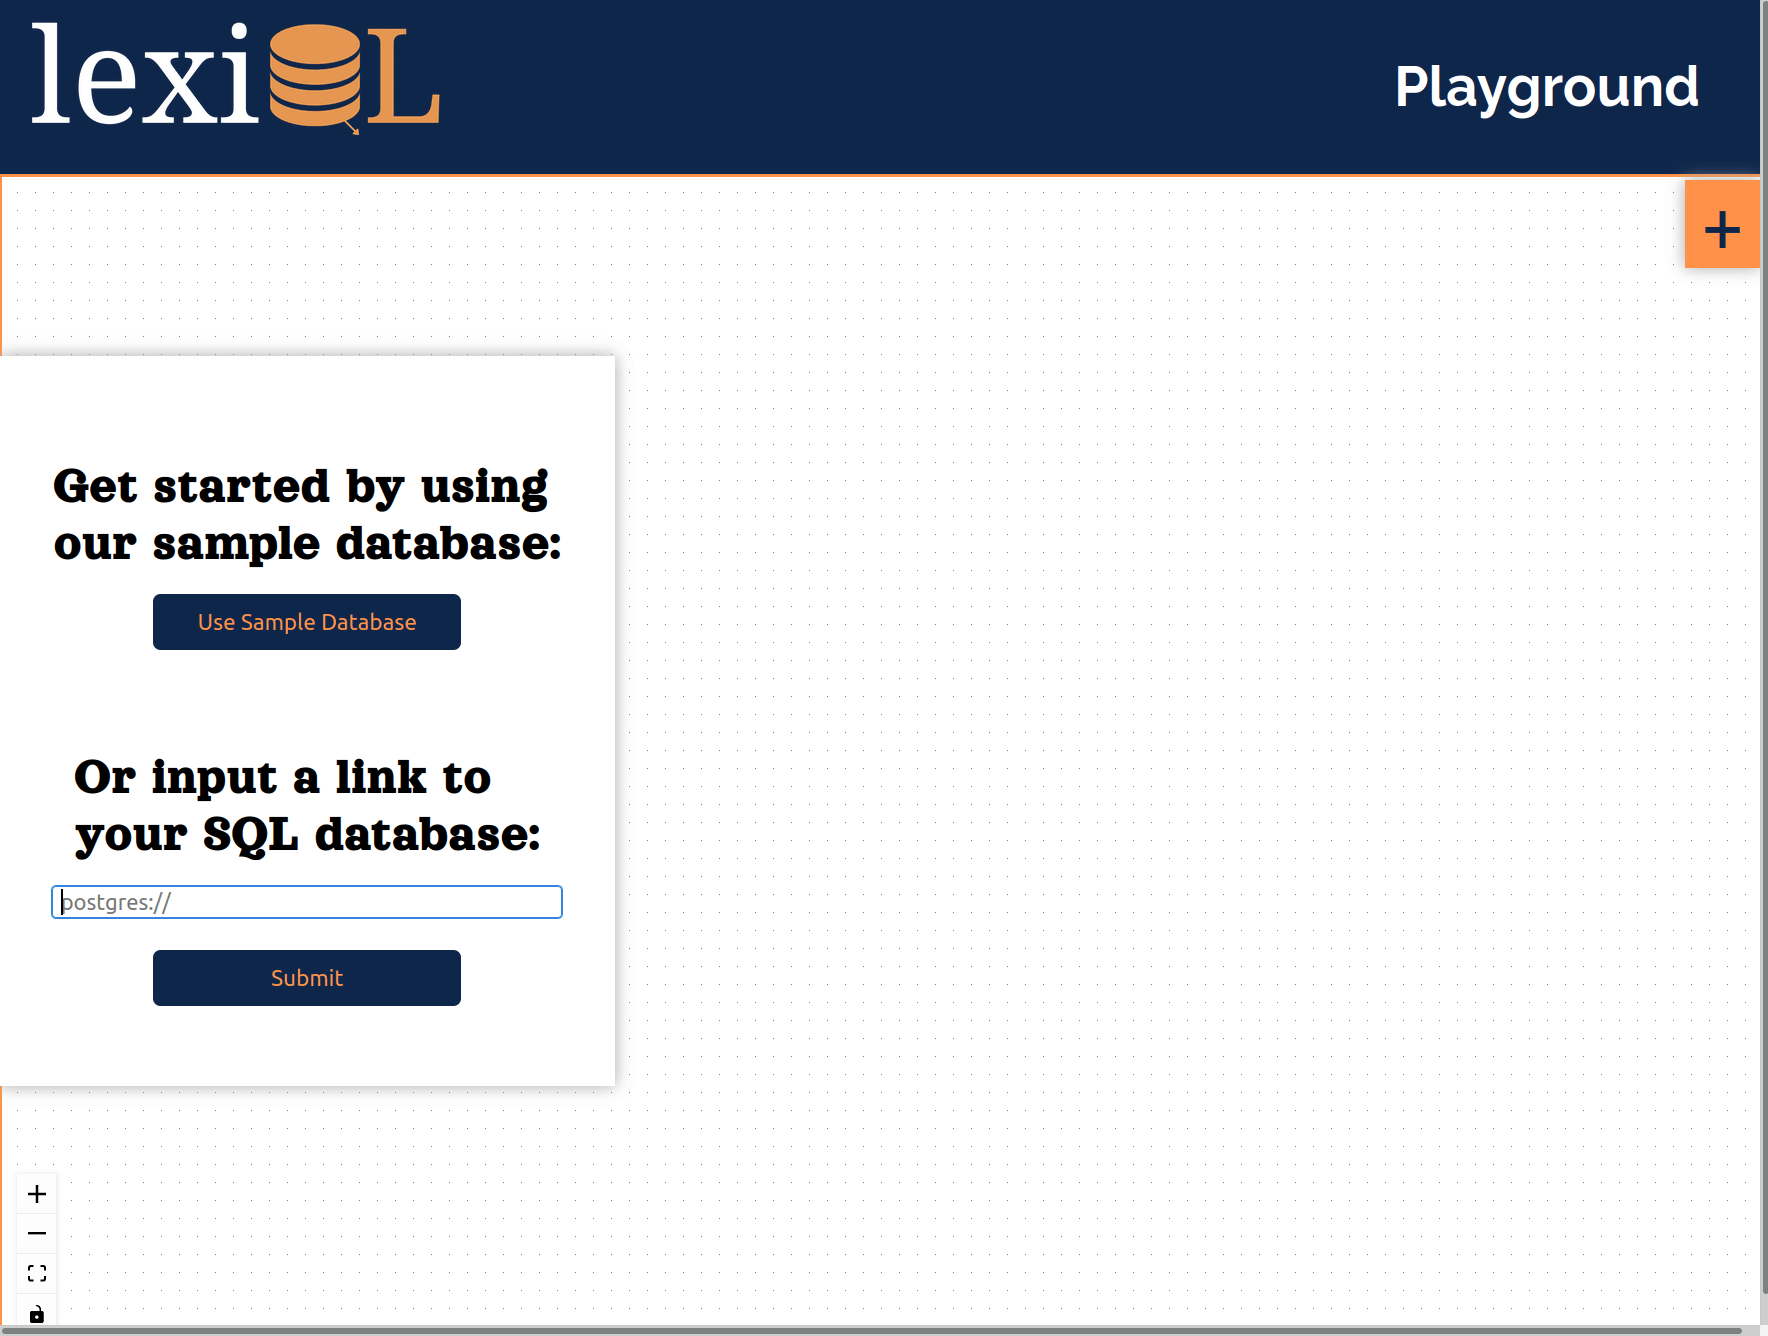 lexiQL
Playground
+
Get started by using
our sample database:
Use Sample Database
Or input a link to
your SQL database:
postgres://
Submit